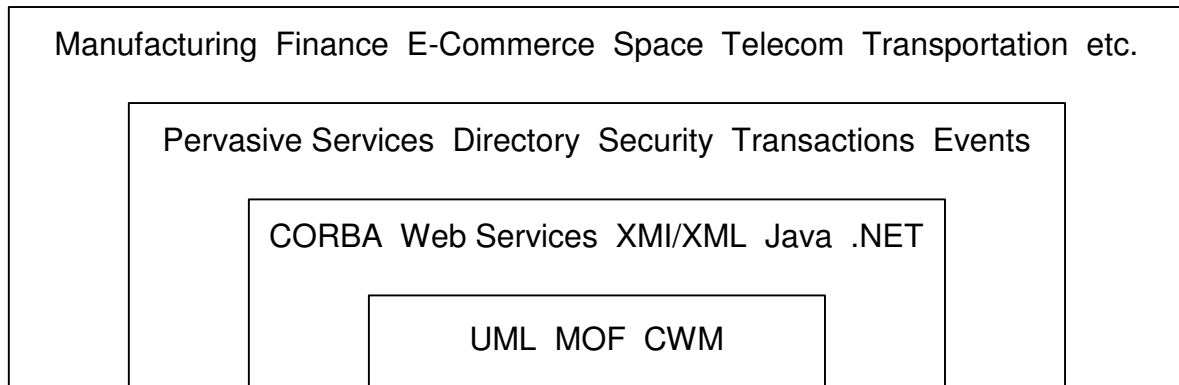 Manufacturing Finance E-Commerce Space Telecom Transportation etc.
Pervasive Services Directory Security Transactions Events
CORBA Web Services XMI/XML Java .NET
UML MOF CWM